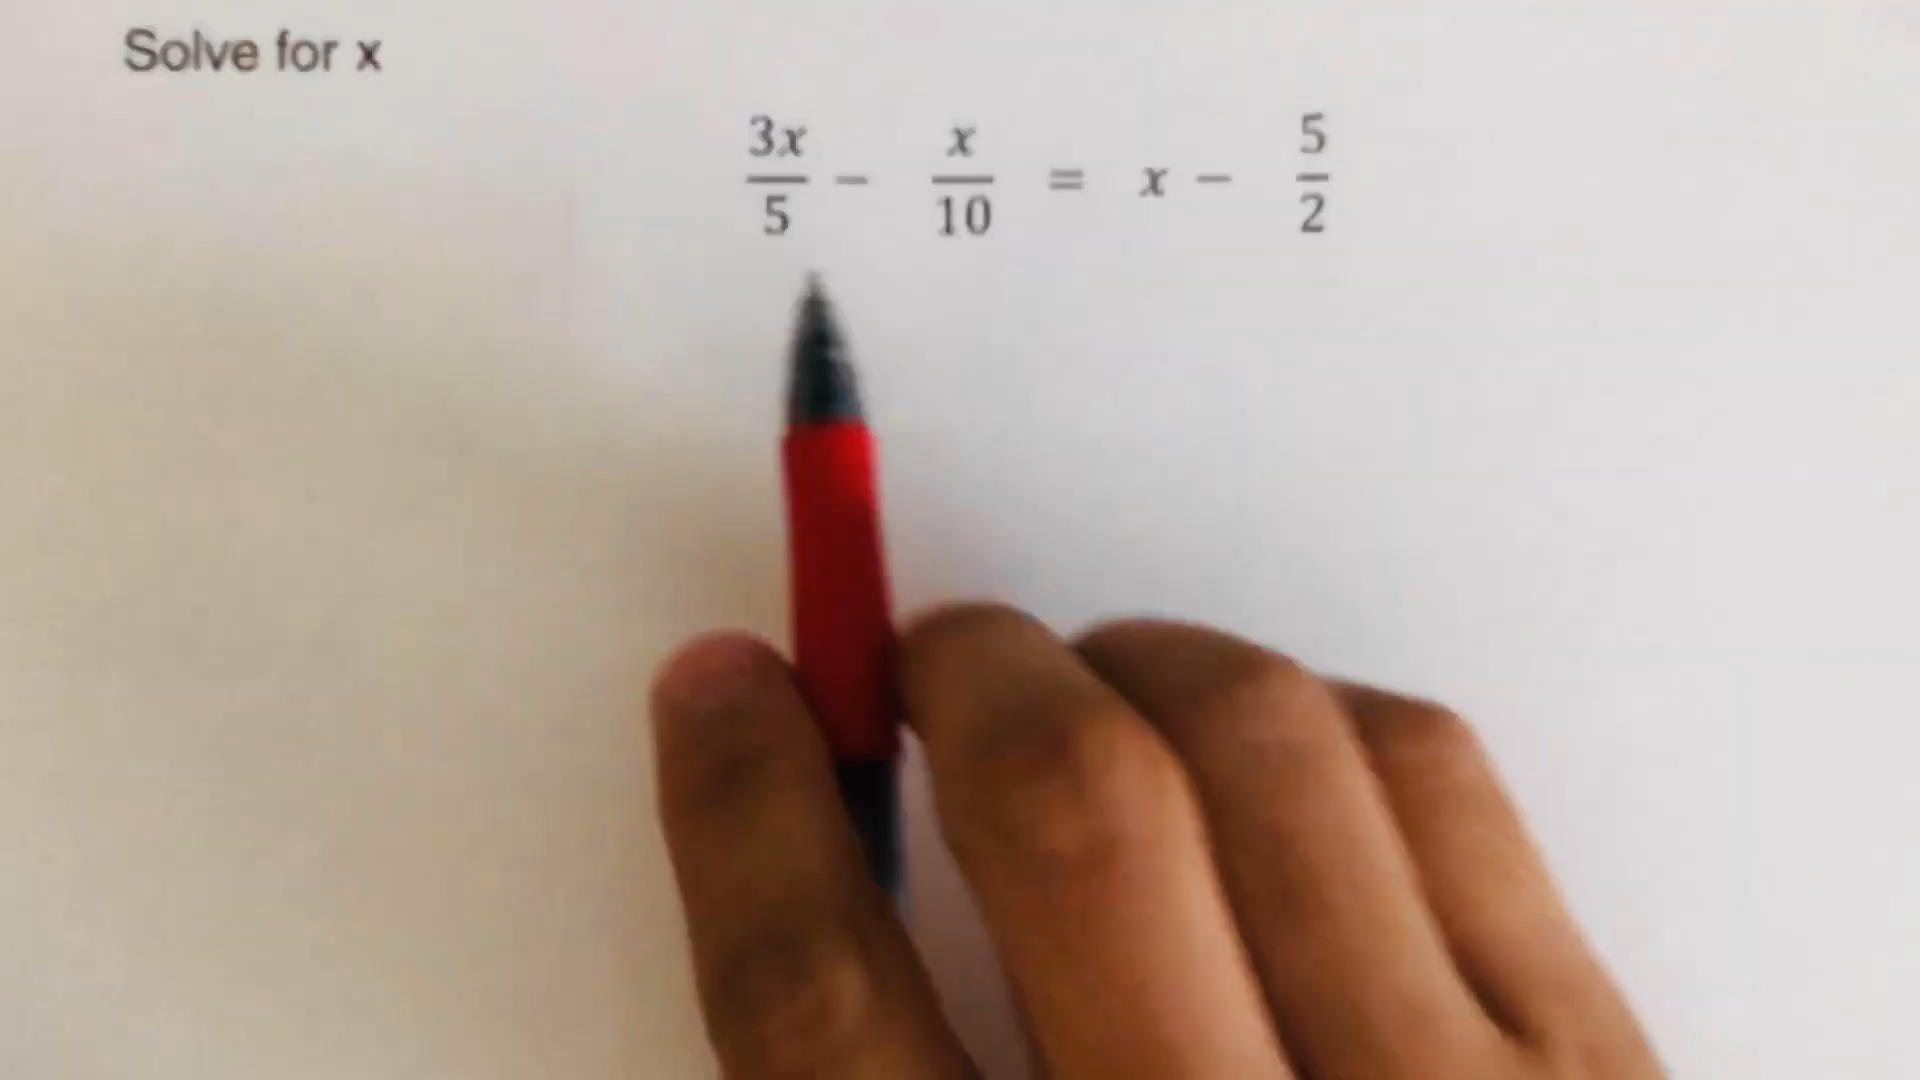 Solve for x
3x/5 − x/10 = x − 5/2